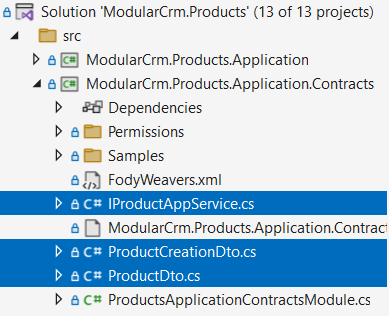 Solution 'ModularCrm.Products' (13 of 13 projects)
src
C# ModularCrm.Products.Application
C# ModularCrm.Products.Application.Contracts
Dependencies
Permissions
Samples
FodyWeavers.xml
C# IProductAppService.cs
ModularCrm.Products.Application.Contract
C# ProductCreationDto.cs
C# ProductDto.cs
C# ProductsApplicationContractsModule.cs